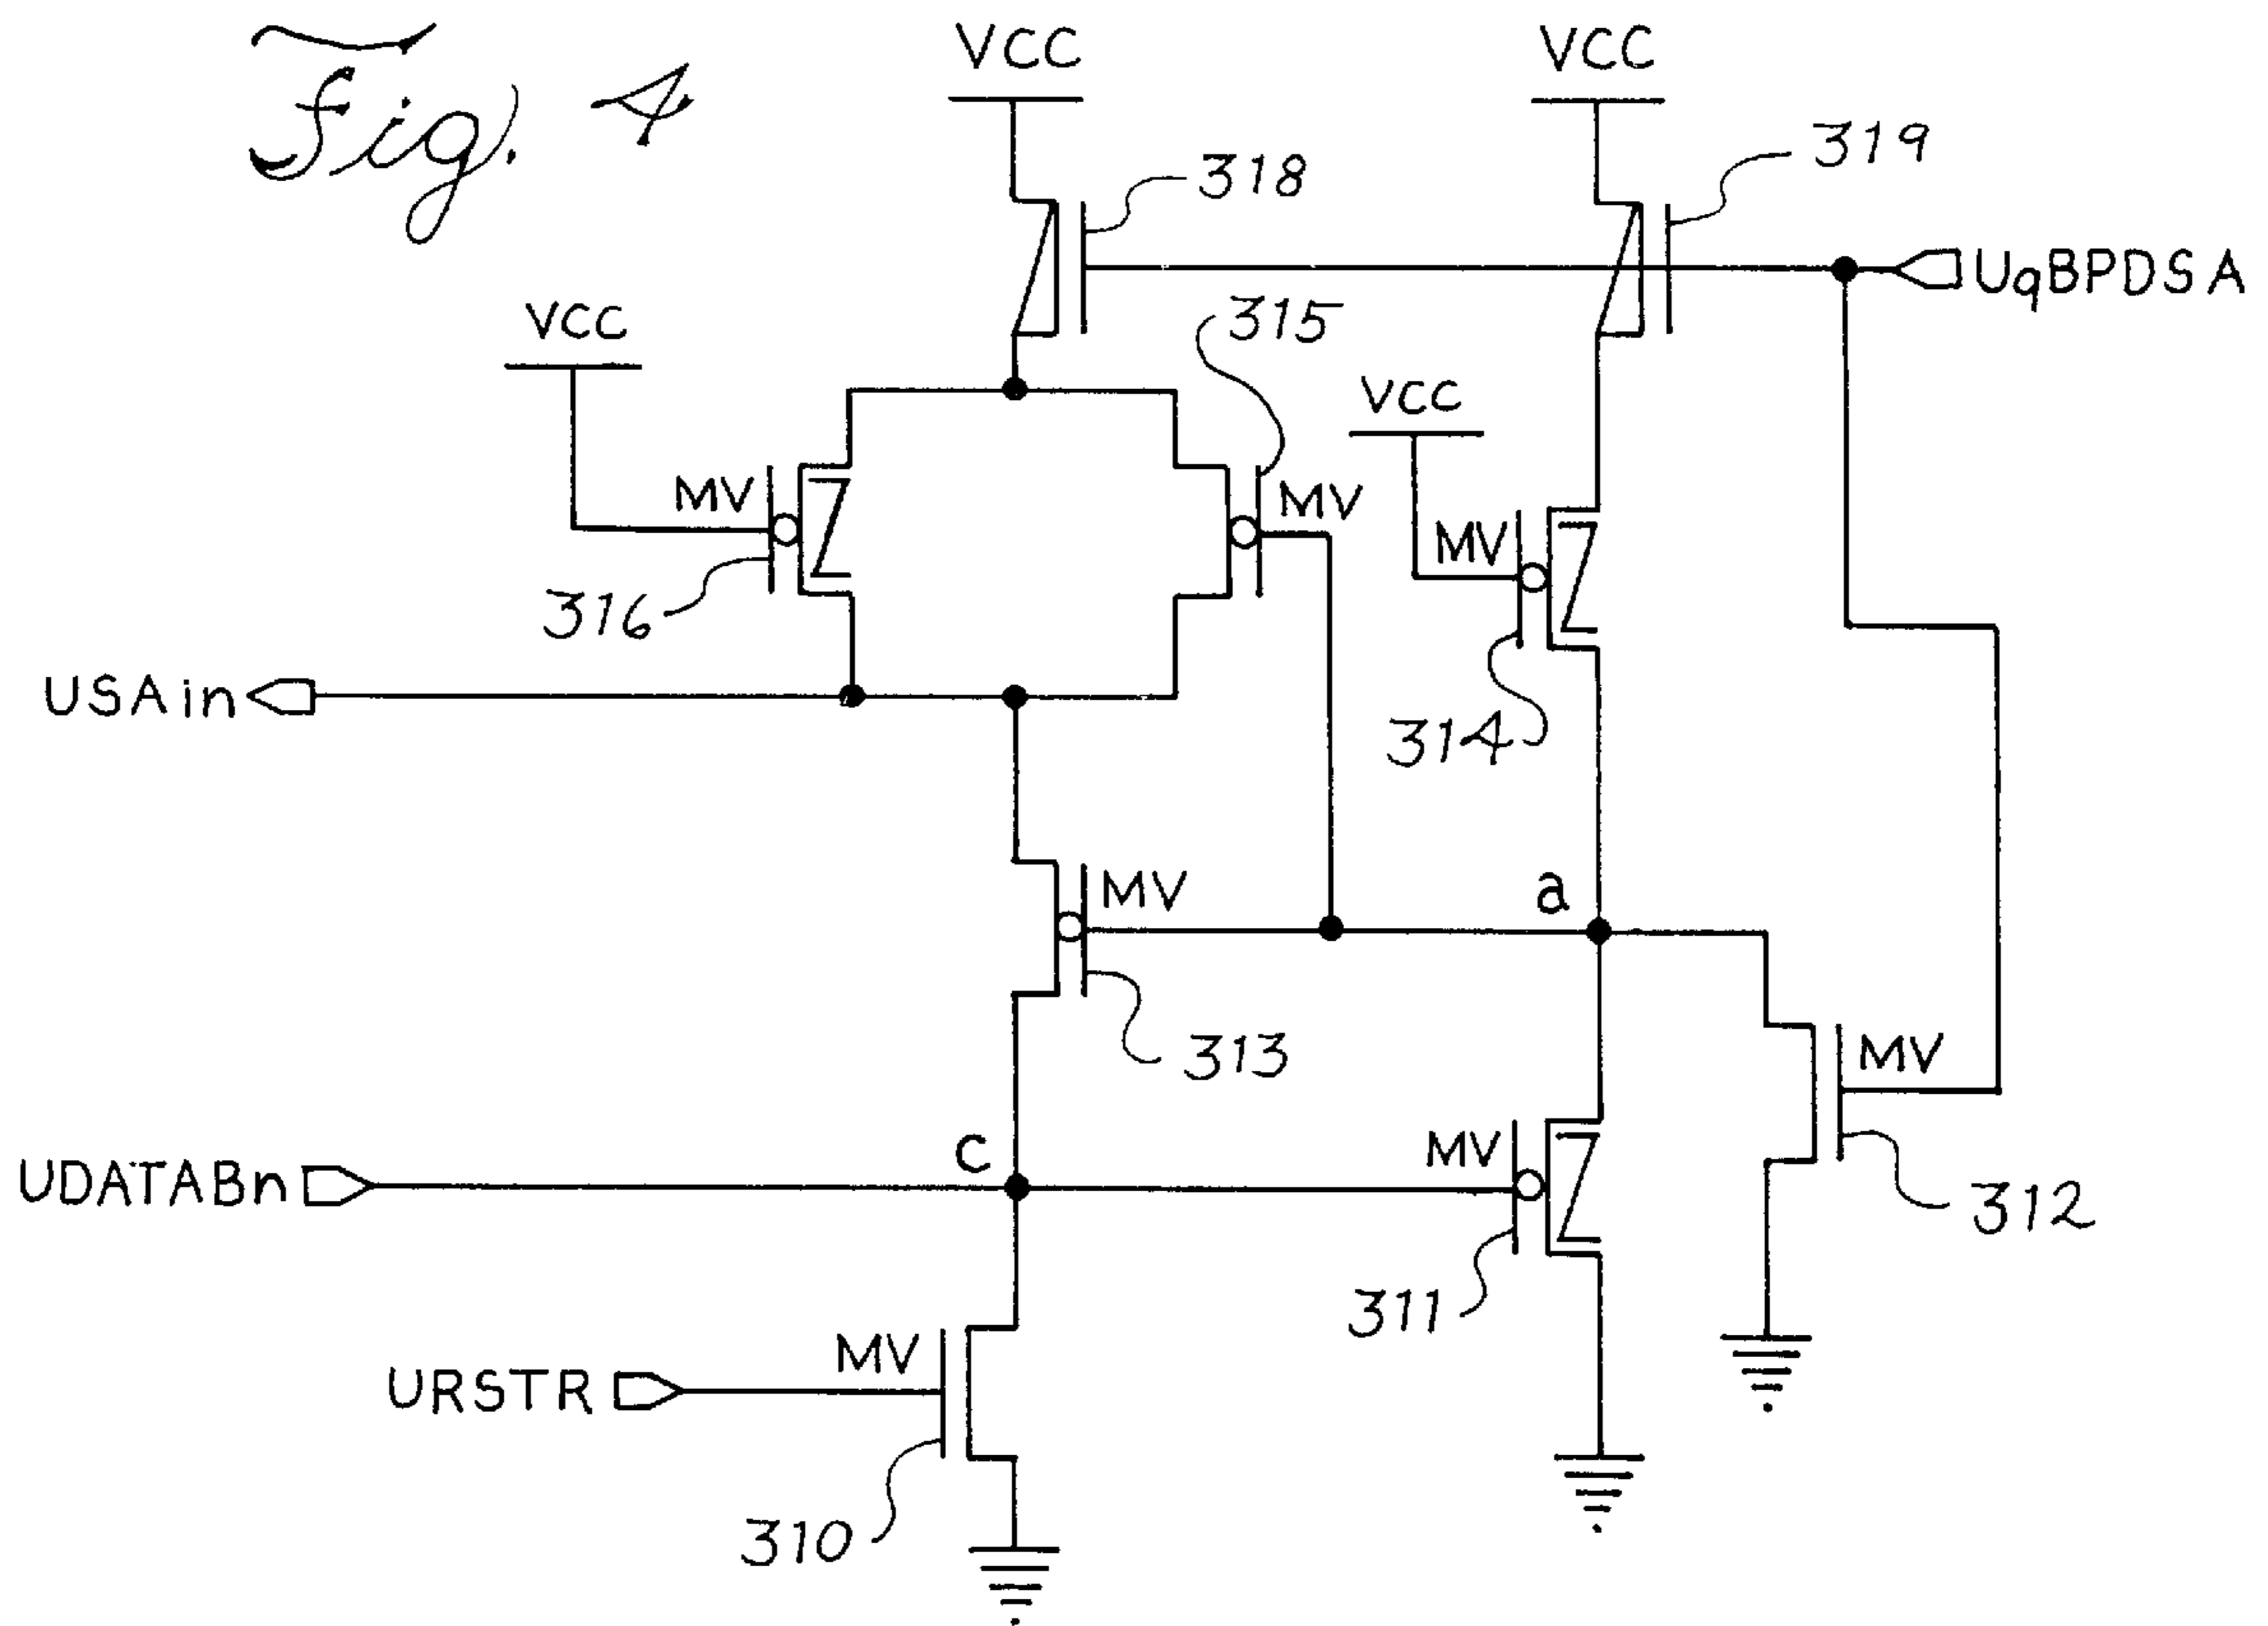 Fig. 4
VCC
VCC
318
319
UqBPDSA
VCC
315
VCC
MV
MV
MV
316
314
USAin
MV
a
313
MV
c
MV
UDATABn
312
311
MV
URSTR
310